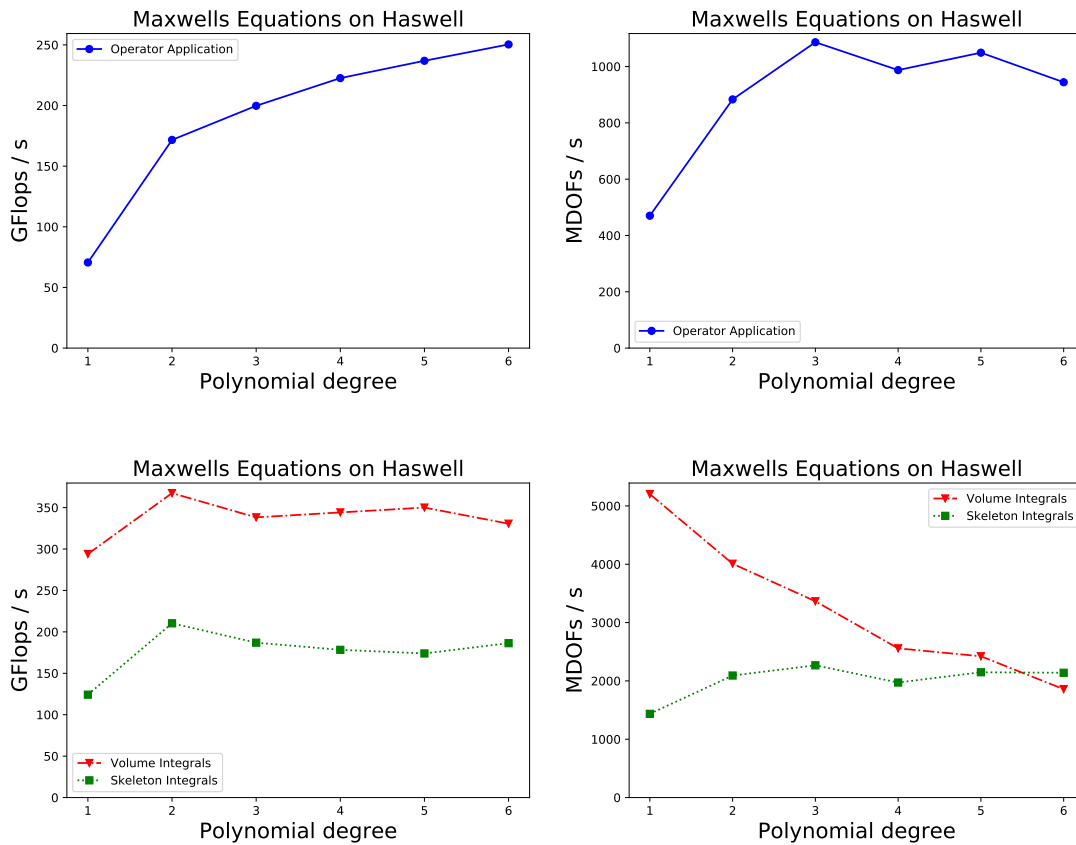 Maxwells Equations on Haswell
GFlops / s
250
200
150
100
50
0
Operator Application
1 2 3 4 5 6
Polynomial degree
Maxwells Equations on Haswell
MDOFs / s
1000
800
600
400
200
0
Operator Application
1 2 3 4 5 6
Polynomial degree
Maxwells Equations on Haswell
GFlops / s
350
300
250
200
150
100
50
0
Volume Integrals
Skeleton Integrals
1 2 3 4 5 6
Polynomial degree
Maxwells Equations on Haswell
MDOFs / s
5000
4000
3000
2000
1000
0
Volume Integrals
Skeleton Integrals
1 2 3 4 5 6
Polynomial degree